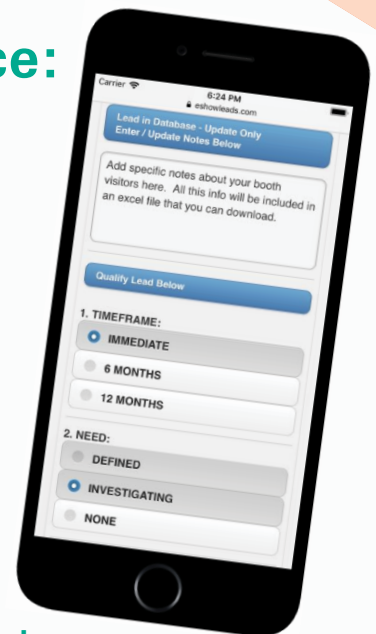 ce:
Carrier
6:24 PM
eshowleads.com
Lead in Database - Update Only
Enter / Update Notes Below
Add specific notes about your booth
visitors here. All this info will be included in
an excel file that you can download.
Qualify Lead Below
1. TIMEFRAME:
IMMEDIATE
6 MONTHS
12 MONTHS
2. NEED:
DEFINED
INVESTIGATING
NONE